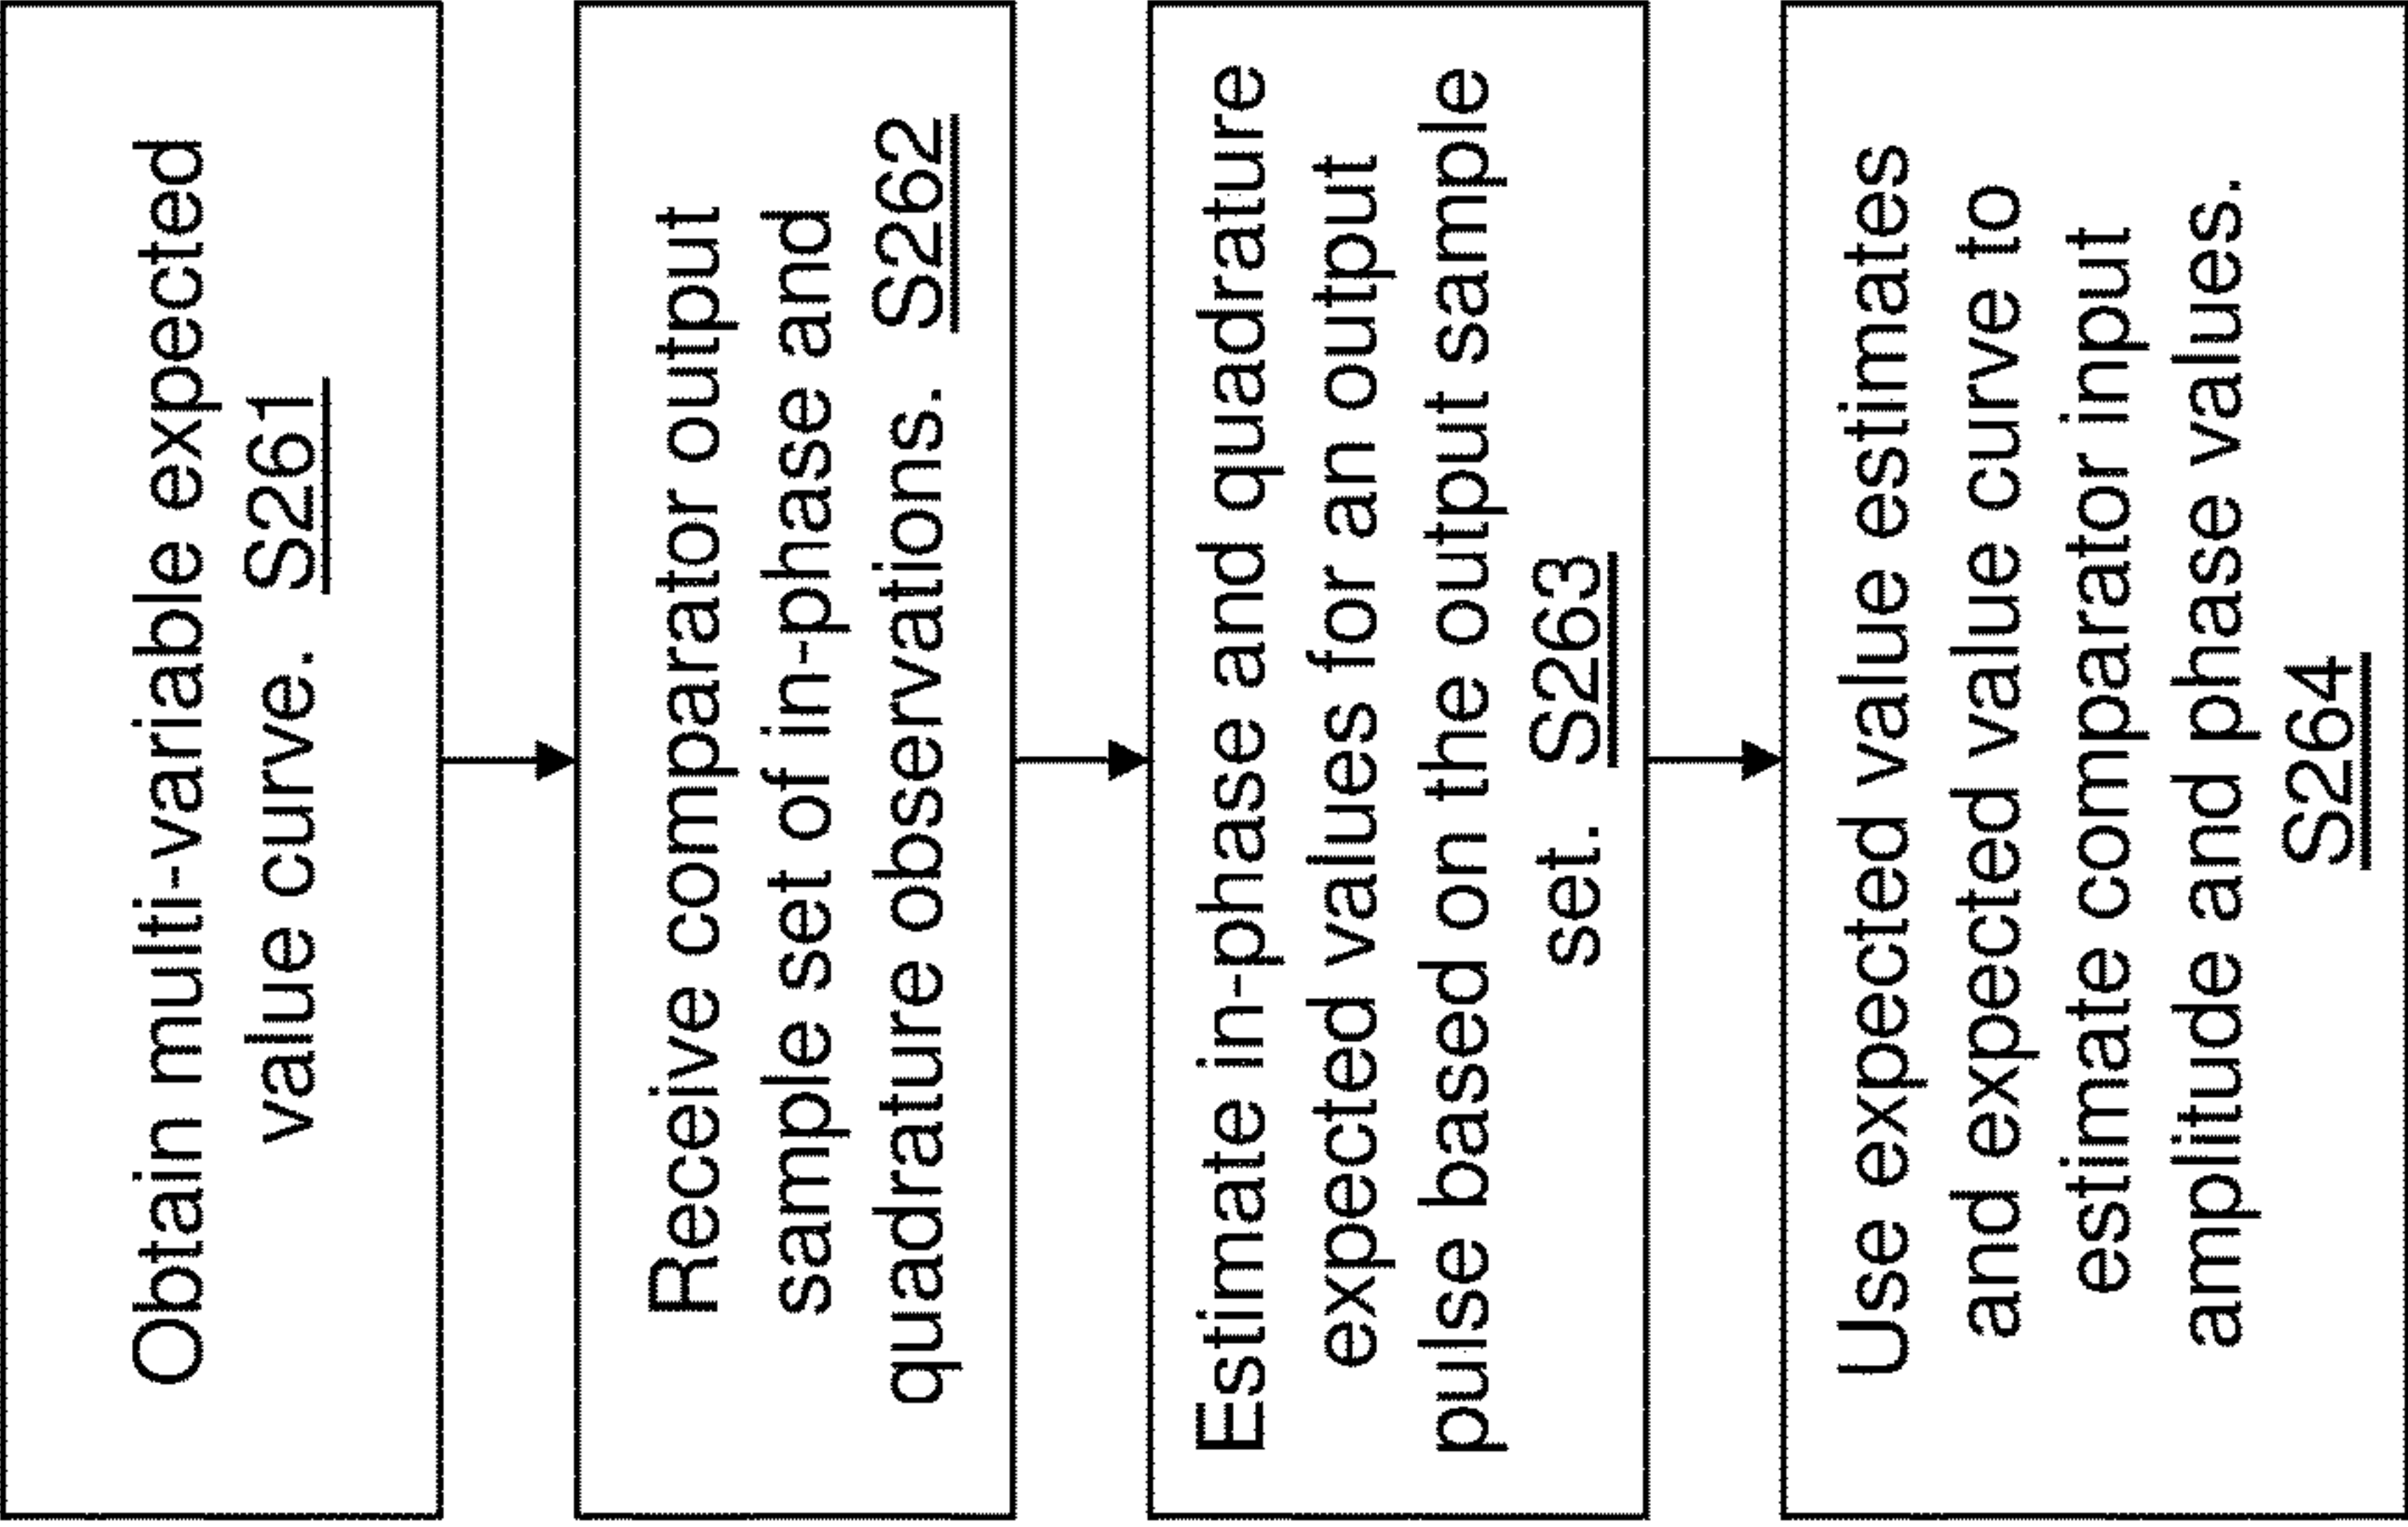 Obtain multi-variable expected
value curve. S261
Receive comparator output
sample set of in-phase and
quadrature observations. S262
Estimate in-phase and quadrature
expected values for an output
pulse based on the output sample
set. S263
Use expected value estimates
and expected value curve to
estimate comparator input
amplitude and phase values.
S264